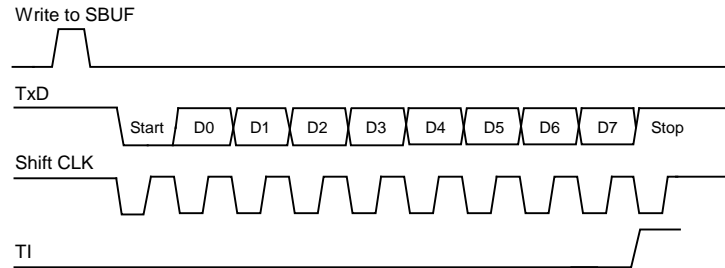 Write to SBUF
TxD
Start D0 D1 D2 D3 D4 D5 D6 D7 Stop
Shift CLK
TI